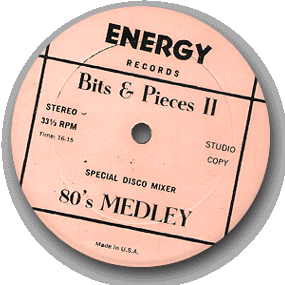 ENERGY
RECORDS
Bits & Pieces II
STEREO
33⅓ RPM
Time: 16:15
STUDIO
COPY
SPECIAL DISCO MIXER
80's MEDLEY
Made in U.S.A.